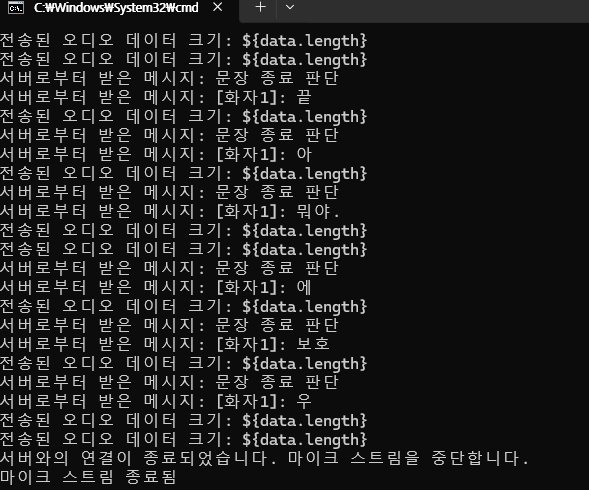 C:\Windows\System32\cmd
전송된 오디오 데이터 크기: ${data.length}
전송된 오디오 데이터 크기: ${data.length}
서버로부터 받은 메시지: 문장 종료 판단
서버로부터 받은 메시지: [화자1]: 끝
전송된 오디오 데이터 크기: ${data.length}
서버로부터 받은 메시지: 문장 종료 판단
서버로부터 받은 메시지: [화자1]: 아
전송된 오디오 데이터 크기: ${data.length}
서버로부터 받은 메시지: 문장 종료 판단
서버로부터 받은 메시지: [화자1]: 뭐야.
전송된 오디오 데이터 크기: ${data.length}
전송된 오디오 데이터 크기: ${data.length}
서버로부터 받은 메시지: 문장 종료 판단
서버로부터 받은 메시지: [화자1]: 에
전송된 오디오 데이터 크기: ${data.length}
서버로부터 받은 메시지: 문장 종료 판단
서버로부터 받은 메시지: [화자1]: 보호
전송된 오디오 데이터 크기: ${data.length}
서버로부터 받은 메시지: 문장 종료 판단
서버로부터 받은 메시지: [화자1]: 우
전송된 오디오 데이터 크기: ${data.length}
전송된 오디오 데이터 크기: ${data.length}
서버와의 연결이 종료되었습니다. 마이크 스트림을 중단합니다.
마이크 스트림 종료됨